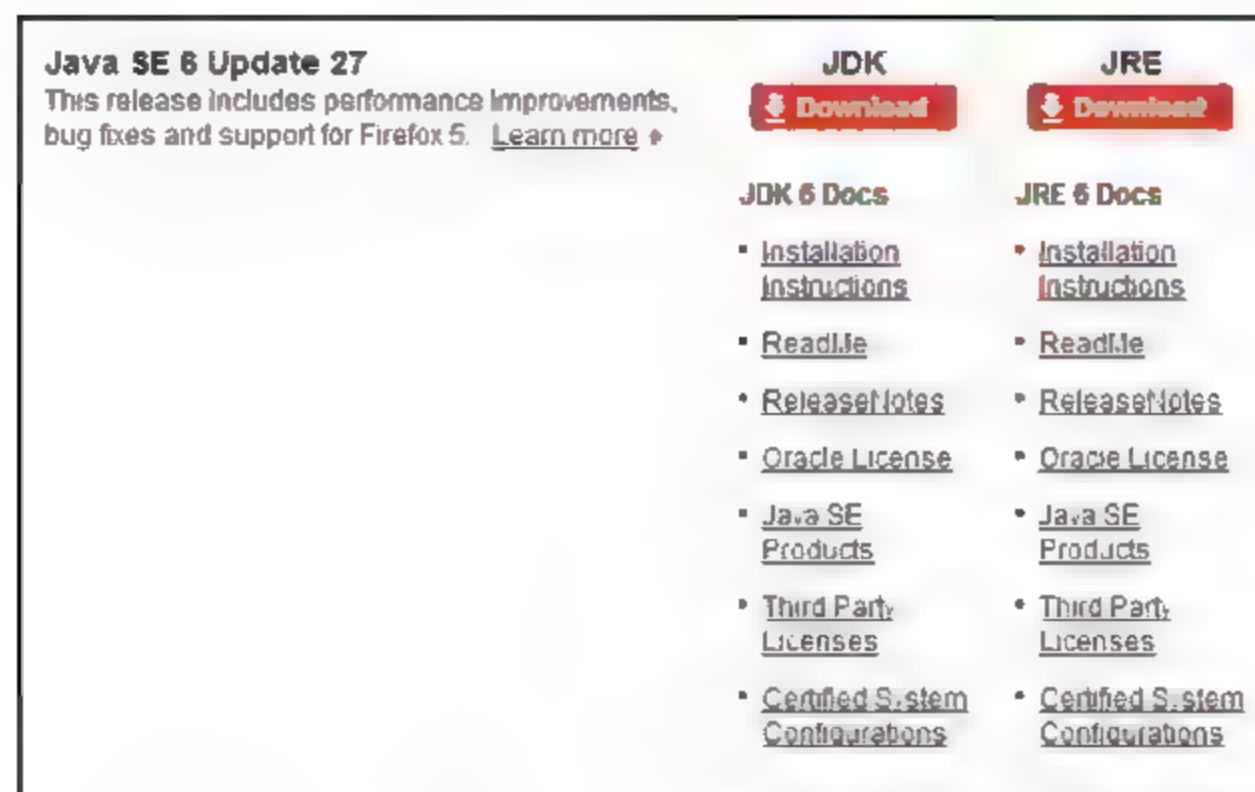 Java SE 6 Update 27
This release includes performance improvements,
bug fixes and support for Firefox 5. Learn more
JDK
Download
JDK 6 Docs
Installation
Instructions
ReadMe
ReleaseNotes
Oracle License
Java SE
Products
Third Party
Licenses
Certified System
Configurations
JRE
Download
JRE 6 Docs
Installation
Instructions
ReadMe
ReleaseNotes
Oracle License
Java SE
Products
Third Party
Licenses
Certified System
Configurations